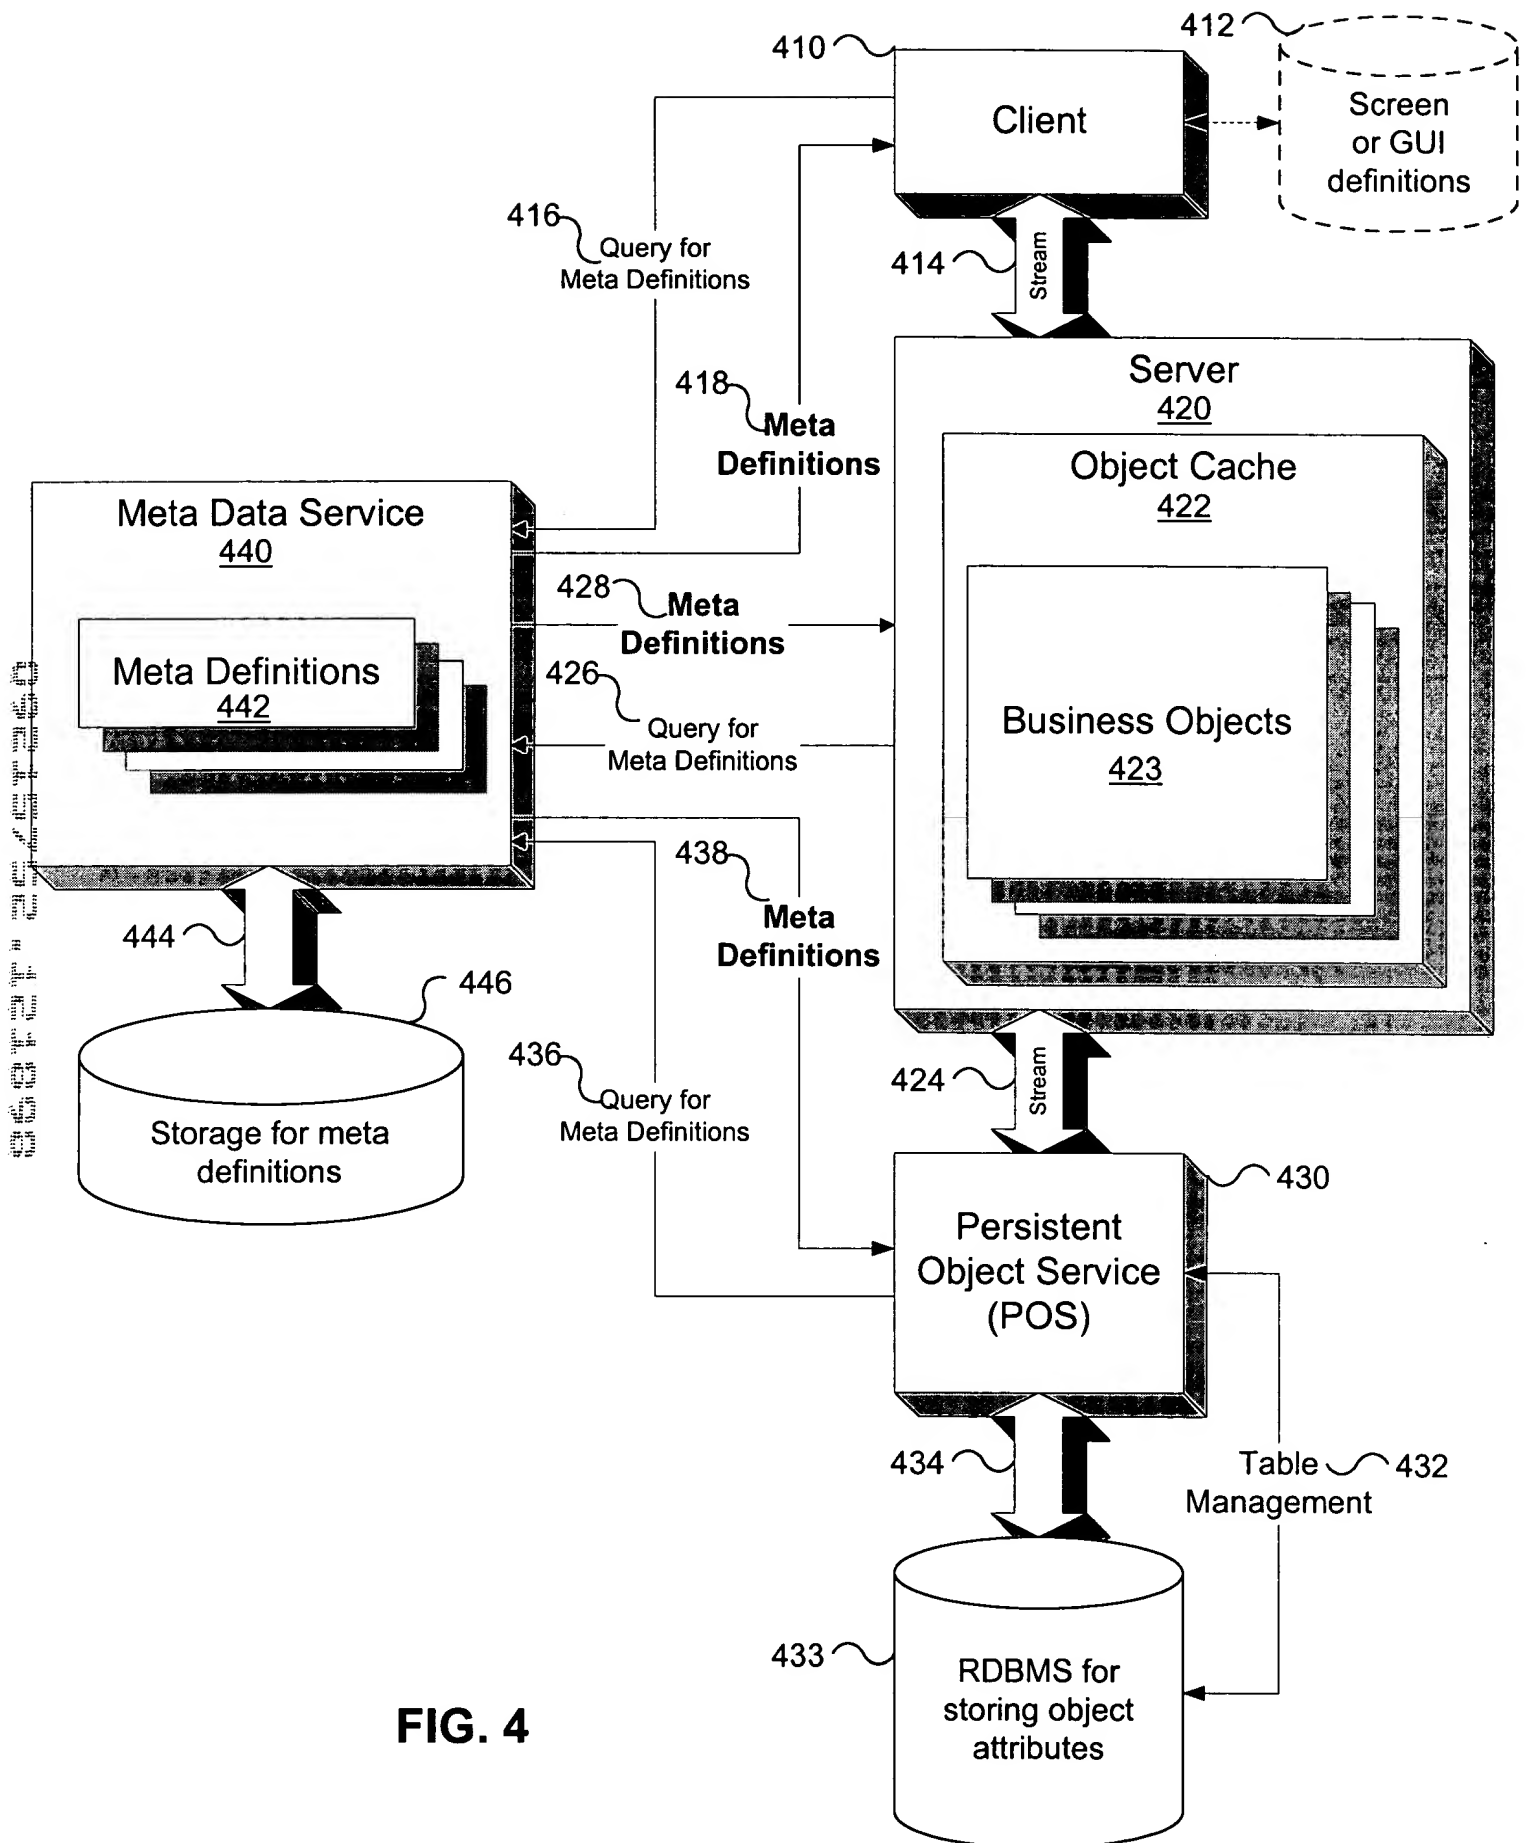 412
410
Client
Screen
or GUI
definitions
416
Query for
Meta Definitions
414
Stream
Server
420
418
Meta
Definitions
Object Cache
422
Meta Data Service
440
428
Meta
Definitions
Meta Definitions
442
426
Query for
Meta Definitions
Business Objects
423
438
Meta
Definitions
444
446
Storage for meta
definitions
436
Query for
Meta Definitions
424
Stream
430
Persistent
Object Service
(POS)
434
Table
Management
432
433
RDBMS for
storing object
attributes
FIG. 4